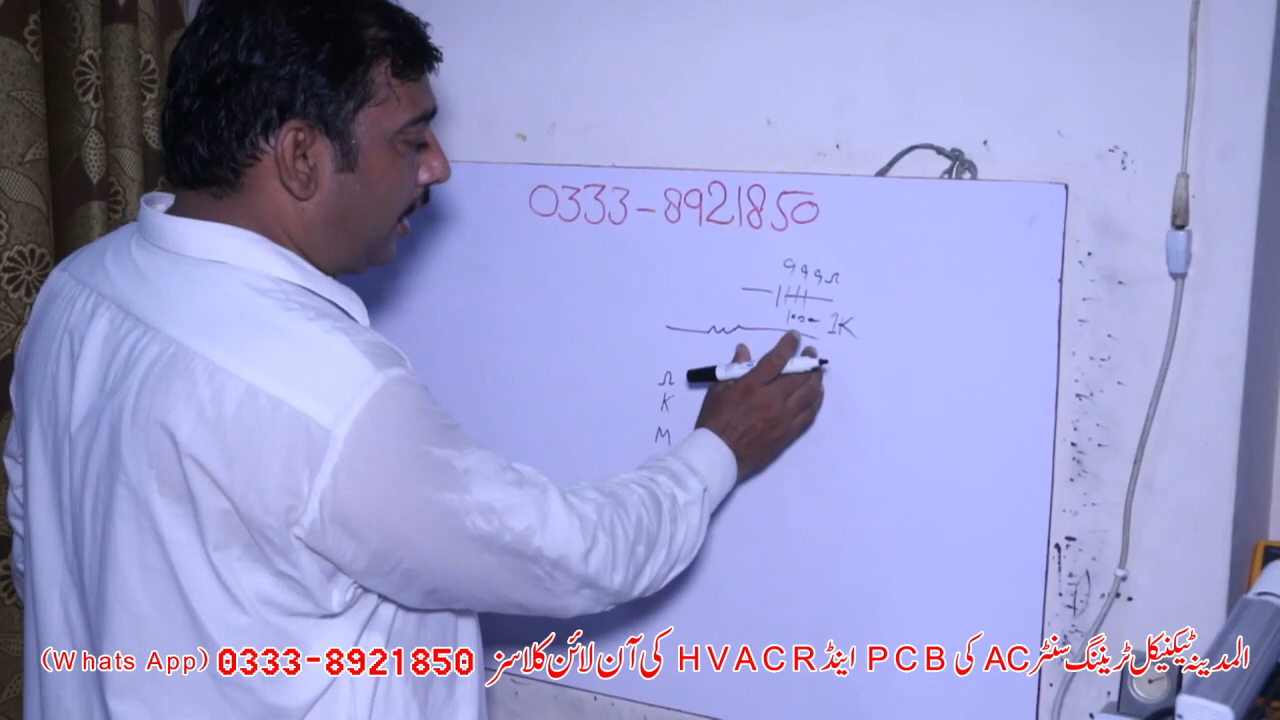 0333-8921850
999Ω
1000 1K
Ω
K
M
المدینہ ٹیکنیکل ٹریننگ سنٹر AC کی PCB اینڈ HVACR کی آن لائن کلاسز 0333-8921850 (Whats App)